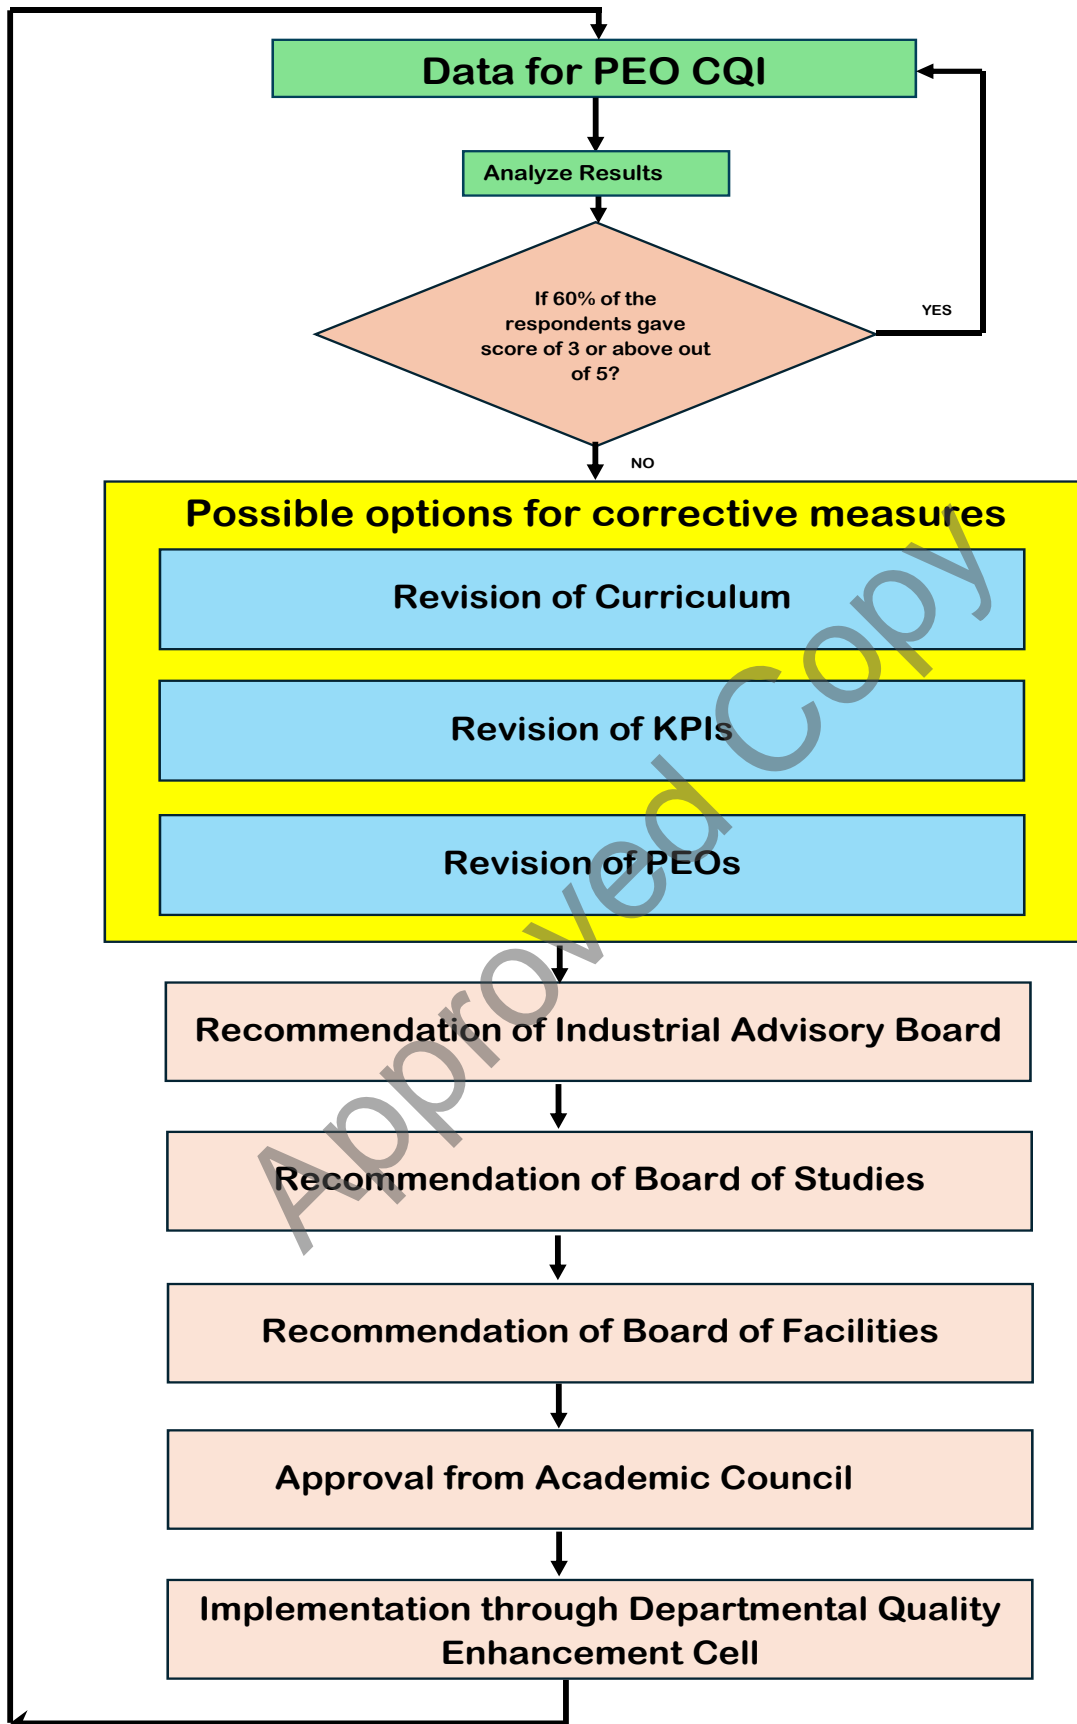 Data for PEO CQI
Analyze Results
If 60% of the
respondents gave
score of 3 or above out
of 5?
YES
NO
Possible options for corrective measures
Revision of Curriculum
Revision of KPIs
Revision of PEOs
Recommendation of Industrial Advisory Board
Recommendation of Board of Studies
Recommendation of Board of Facilities
Approval from Academic Council
Implementation through Departmental Quality
Enhancement Cell
Approved Copy